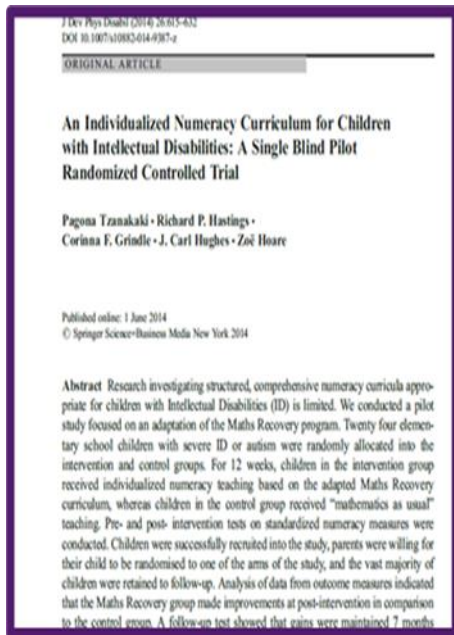 J Dev Phys Disabil (2014) 26:615–632
DOI 10.1007/s10882-014-9387-z
ORIGINAL ARTICLE
An Individualized Numeracy Curriculum for Children
with Intellectual Disabilities: A Single Blind Pilot
Randomized Controlled Trial
Pagona Tzanakaki · Richard P. Hastings ·
Corinna F. Grindle · J. Carl Hughes · Zoë Hoare
Published online: 1 June 2014
© Springer Science+Business Media New York 2014
Abstract Research investigating structured, comprehensive numeracy curricula appro-
priate for children with Intellectual Disabilities (ID) is limited. We conducted a pilot
study focused on an adaptation of the Maths Recovery program. Twenty four elemen-
tary school children with severe ID or autism were randomly allocated into the
intervention and control groups. For 12 weeks, children in the intervention group
received individualized numeracy teaching based on the adapted Maths Recovery
curriculum, whereas children in the control group received “mathematics as usual”
teaching. Pre- and post- intervention tests on standardized numeracy measures were
conducted. Children were successfully recruited into the study, parents were willing for
their child to be randomised to one of the arms of the study, and the vast majority of
children were retained to follow-up. Analysis of data from outcome measures indicated
that the Maths Recovery group made improvements at post-intervention in comparison
to the control group. A follow-up test showed that gains were maintained 7 months